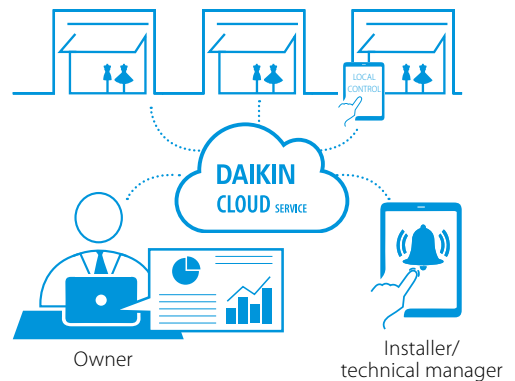 LOCAL
CONTROL
DAIKIN
CLOUD SERVICE
Owner
Installer/
technical manager